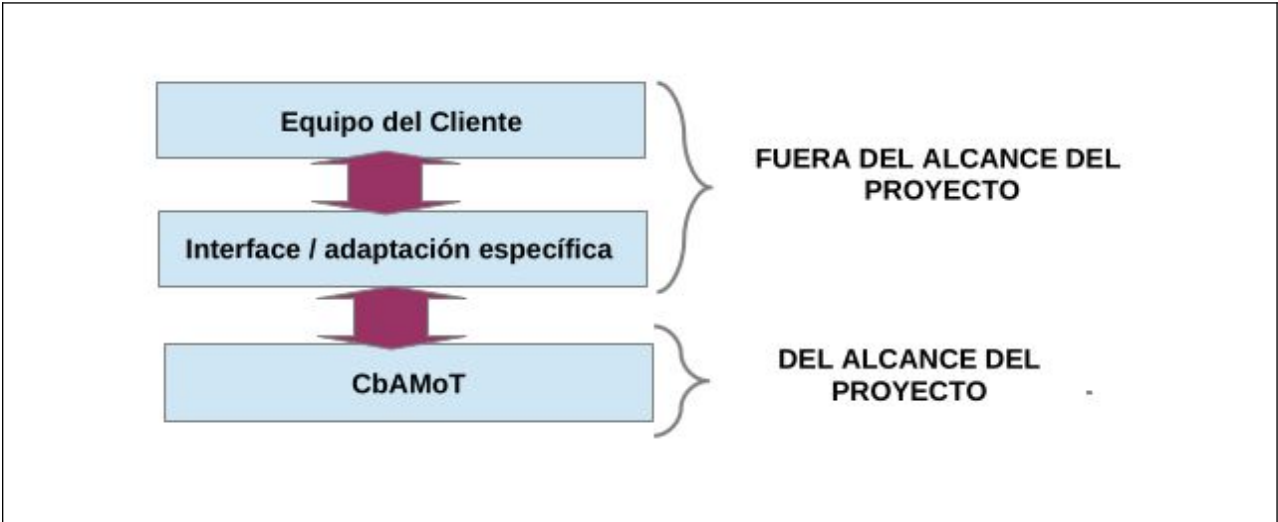 Equipo del Cliente
FUERA DEL ALCANCE DEL
PROYECTO
Interface / adaptación específica
DEL ALCANCE DEL
PROYECTO -
CbAMoT